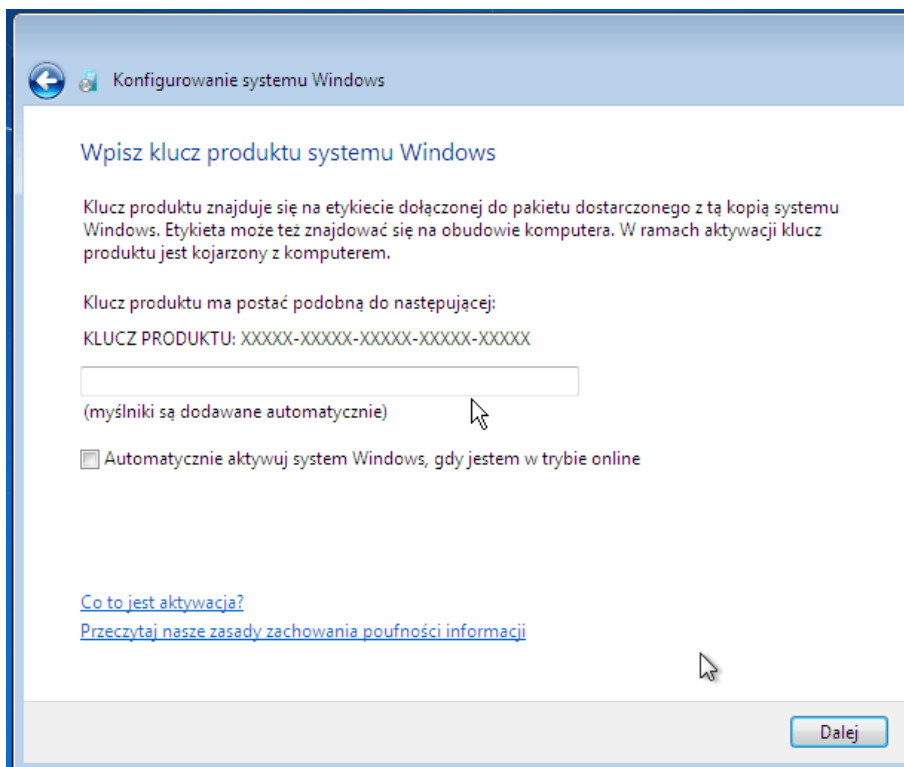 Konfigurowanie systemu Windows
Wpisz klucz produktu systemu Windows
Klucz produktu znajduje się na etykiecie dołączonej do pakietu dostarczonego z tą kopią systemu
Windows. Etykieta może też znajdować się na obudowie komputera. W ramach aktywacji klucz
produktu jest kojarzony z komputerem.
Klucz produktu ma postać podobną do następującej:
KLUCZ PRODUKTU: XXXXX-XXXXX-XXXXX-XXXXX-XXXXX
(myślniki są dodawane automatycznie)
Automatycznie aktywuj system Windows, gdy jestem w trybie online
Co to jest aktywacja?
Przeczytaj nasze zasady zachowania poufności informacji
Dalej